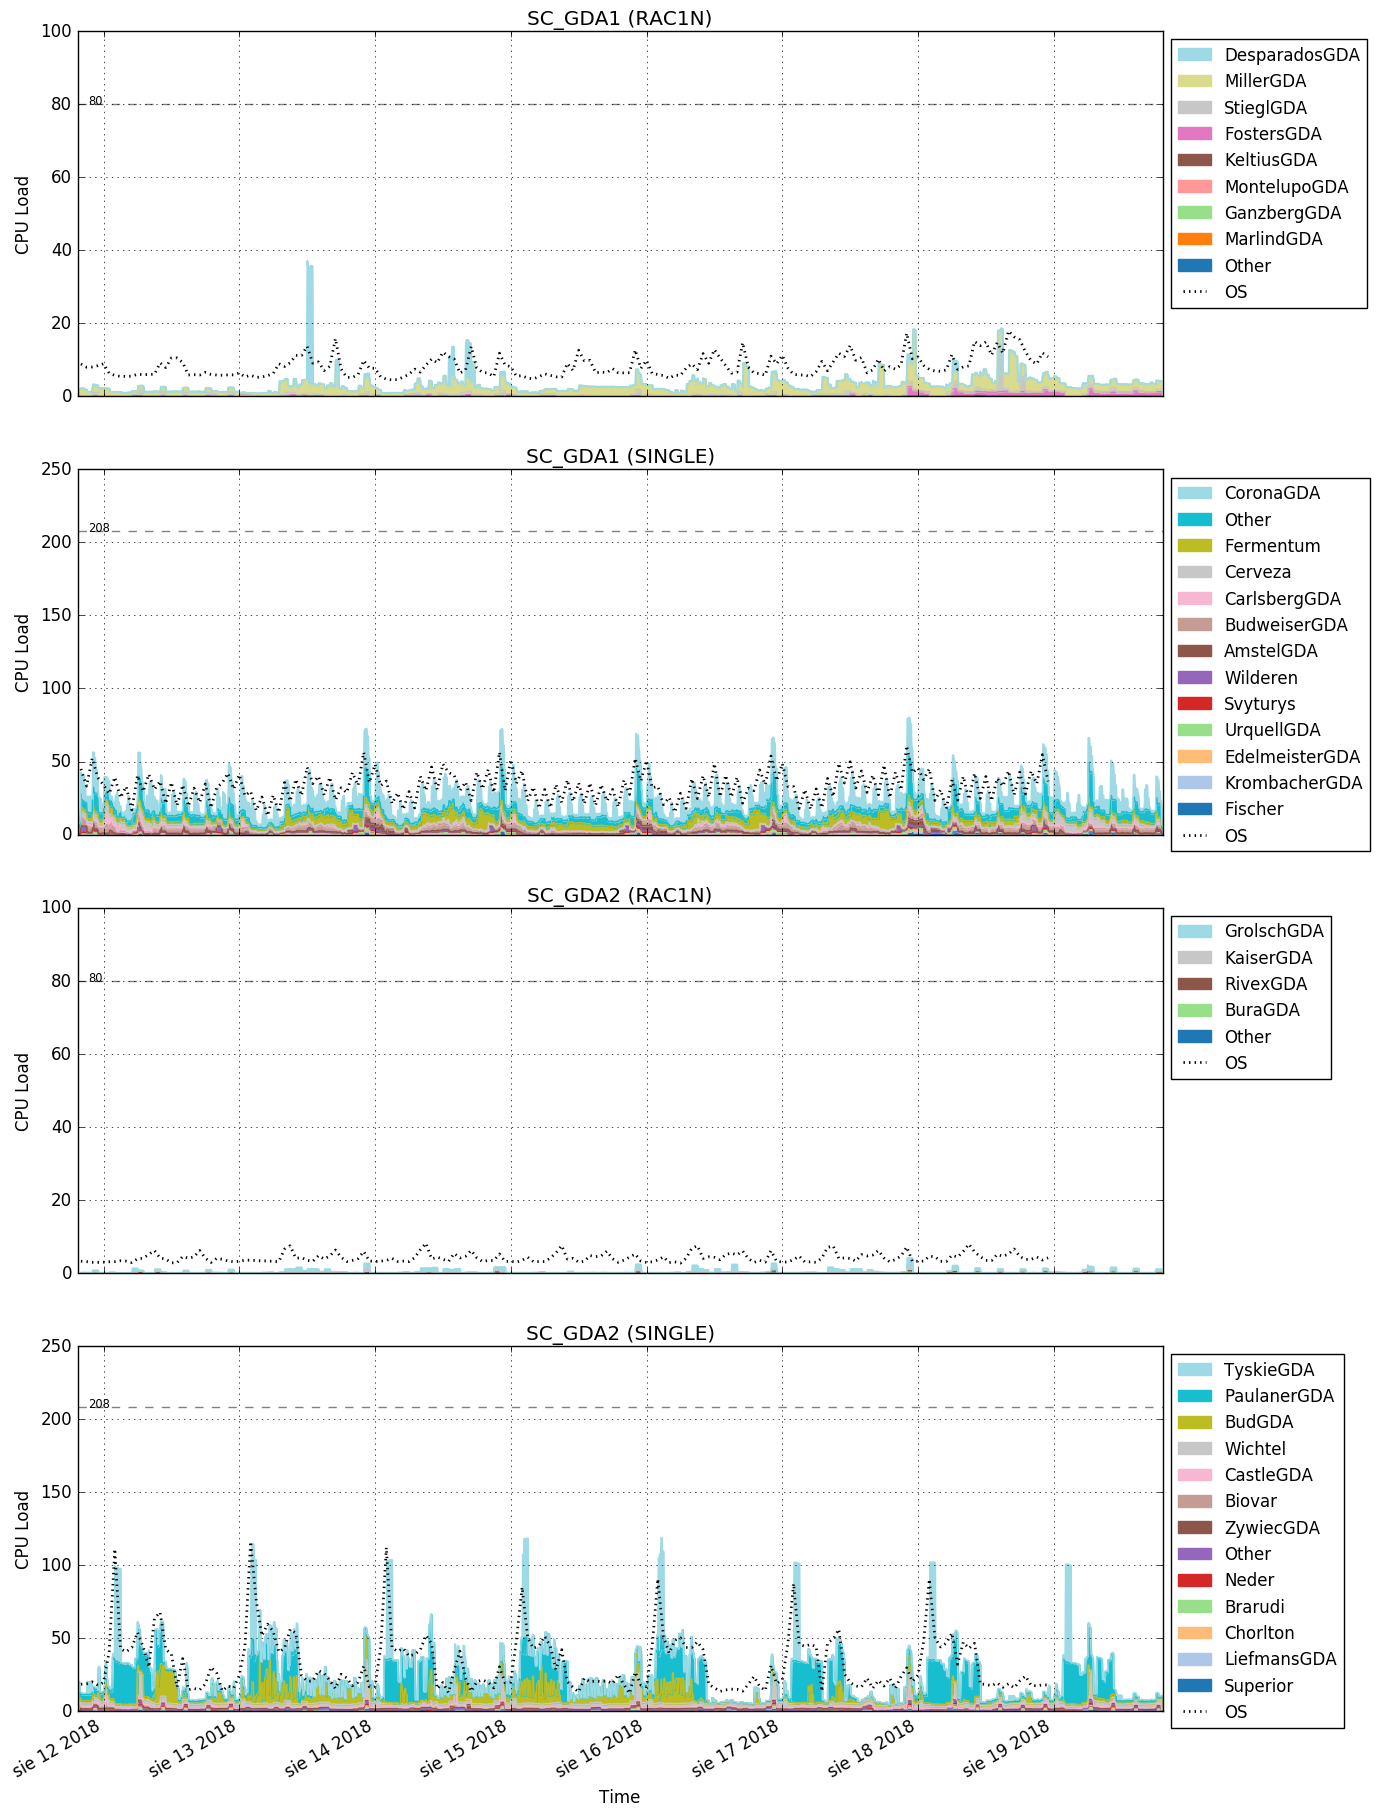 SC_GDA1 (RAC1N)
100
80
60
40
20
0
80
CPU Load
DesparadosGDA
MillerGDA
StieglGDA
FostersGDA
KeltiusGDA
MontelupoGDA
GanzbergGDA
MarlindGDA
Other
OS
SC_GDA1 (SINGLE)
250
200
150
100
50
0
208
CPU Load
CoronaGDA
Other
Fermentum
Cerveza
CarlsbergGDA
BudweiserGDA
AmstelGDA
Wilderen
Svyturys
UrquellGDA
EdelmeisterGDA
KrombacherGDA
Fischer
OS
SC_GDA2 (RAC1N)
100
80
60
40
20
0
80
CPU Load
GrolschGDA
KaiserGDA
RivexGDA
BuraGDA
Other
OS
SC_GDA2 (SINGLE)
250
200
150
100
50
0
208
CPU Load
TyskieGDA
PaulanerGDA
BudGDA
Wichtel
CastleGDA
Biovar
ZywiecGDA
Other
Neder
Brarudi
Chorlton
LiefmansGDA
Superior
OS
sie 12 2018
sie 13 2018
sie 14 2018
sie 15 2018
sie 16 2018
sie 17 2018
sie 18 2018
sie 19 2018
Time